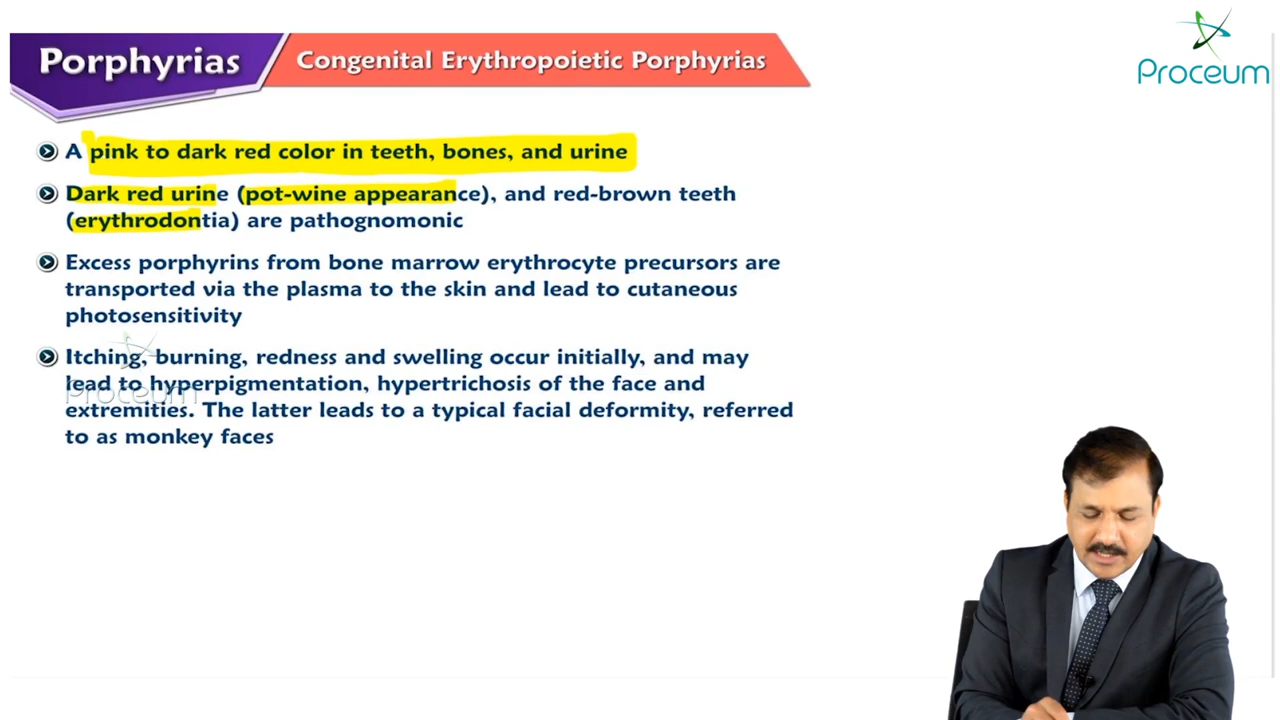 Proceum
Porphyrias
Congenital Erythropoietic Porphyrias
A pink to dark red color in teeth, bones, and urine
Dark red urine (pot-wine appearance), and red-brown teeth
(erythrodontia) are pathognomonic
Excess porphyrins from bone marrow erythrocyte precursors are
transported via the plasma to the skin and lead to cutaneous
photosensitivity
Itching, burning, redness and swelling occur initially, and may
lead to hyperpigmentation, hypertrichosis of the face and
Proceum
extremities. The latter leads to a typical facial deformity, referred
to as monkey faces